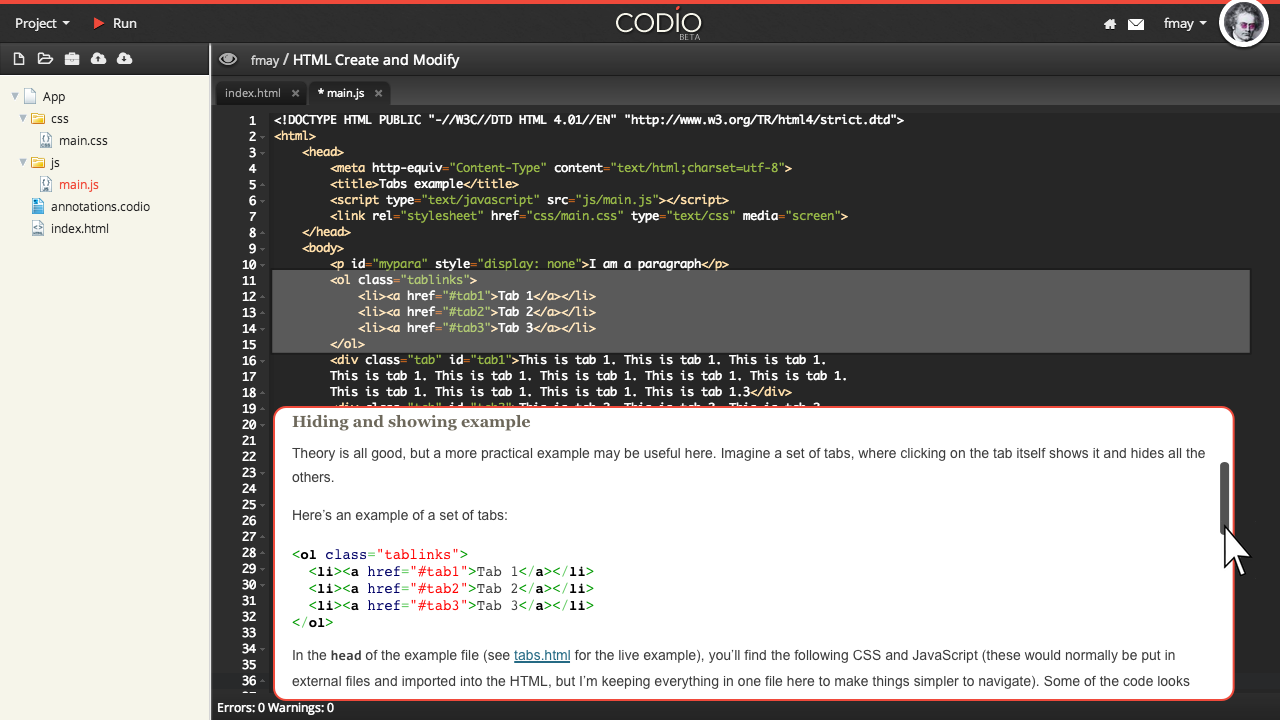 Project
Run
CODIO
BETA
fmay
fmay / HTML Create and Modify
index.html
* main.js
App
css
main.css
js
main.js
annotations.codio
index.html
1 <!DOCTYPE HTML PUBLIC "-//W3C//DTD HTML 4.01//EN" "http://www.w3.org/TR/html4/strict.dtd">
2 <html>
3 <head>
4 <meta http-equiv="Content-Type" content="text/html;charset=utf-8">
5 <title>Tabs example</title>
6 <script type="text/javascript" src="js/main.js"></script>
7 <link rel="stylesheet" href="css/main.css" type="text/css" media="screen">
8 </head>
9 <body>
10 <p id="mypara" style="display: none">I am a paragraph</p>
11 <ol class="tablinks">
12 <li><a href="#tab1">Tab 1</a></li>
13 <li><a href="#tab2">Tab 2</a></li>
14 <li><a href="#tab3">Tab 3</a></li>
15 </ol>
16 <div class="tab" id="tab1">This is tab 1. This is tab 1. This is tab 1.
17 This is tab 1. This is tab 1. This is tab 1. This is tab 1. This is tab 1.
18 This is tab 1. This is tab 1. This is tab 1. This is tab 1.3</div>
19
20
21
22
23
24
25
26
27
28
29
30
31
32
33
34
35
36
Hiding and showing example
Theory is all good, but a more practical example may be useful here. Imagine a set of tabs, where clicking on the tab itself shows it and hides all the
others.
Here's an example of a set of tabs:
<ol class="tablinks">
<li><a href="#tab1">Tab 1</a></li>
<li><a href="#tab2">Tab 2</a></li>
<li><a href="#tab3">Tab 3</a></li>
</ol>
In the head of the example file (see tabs.html for the live example), you'll find the following CSS and JavaScript (these would normally be put in
external files and imported into the HTML, but I'm keeping everything in one file here to make things simpler to navigate). Some of the code looks
Errors: 0 Warnings: 0